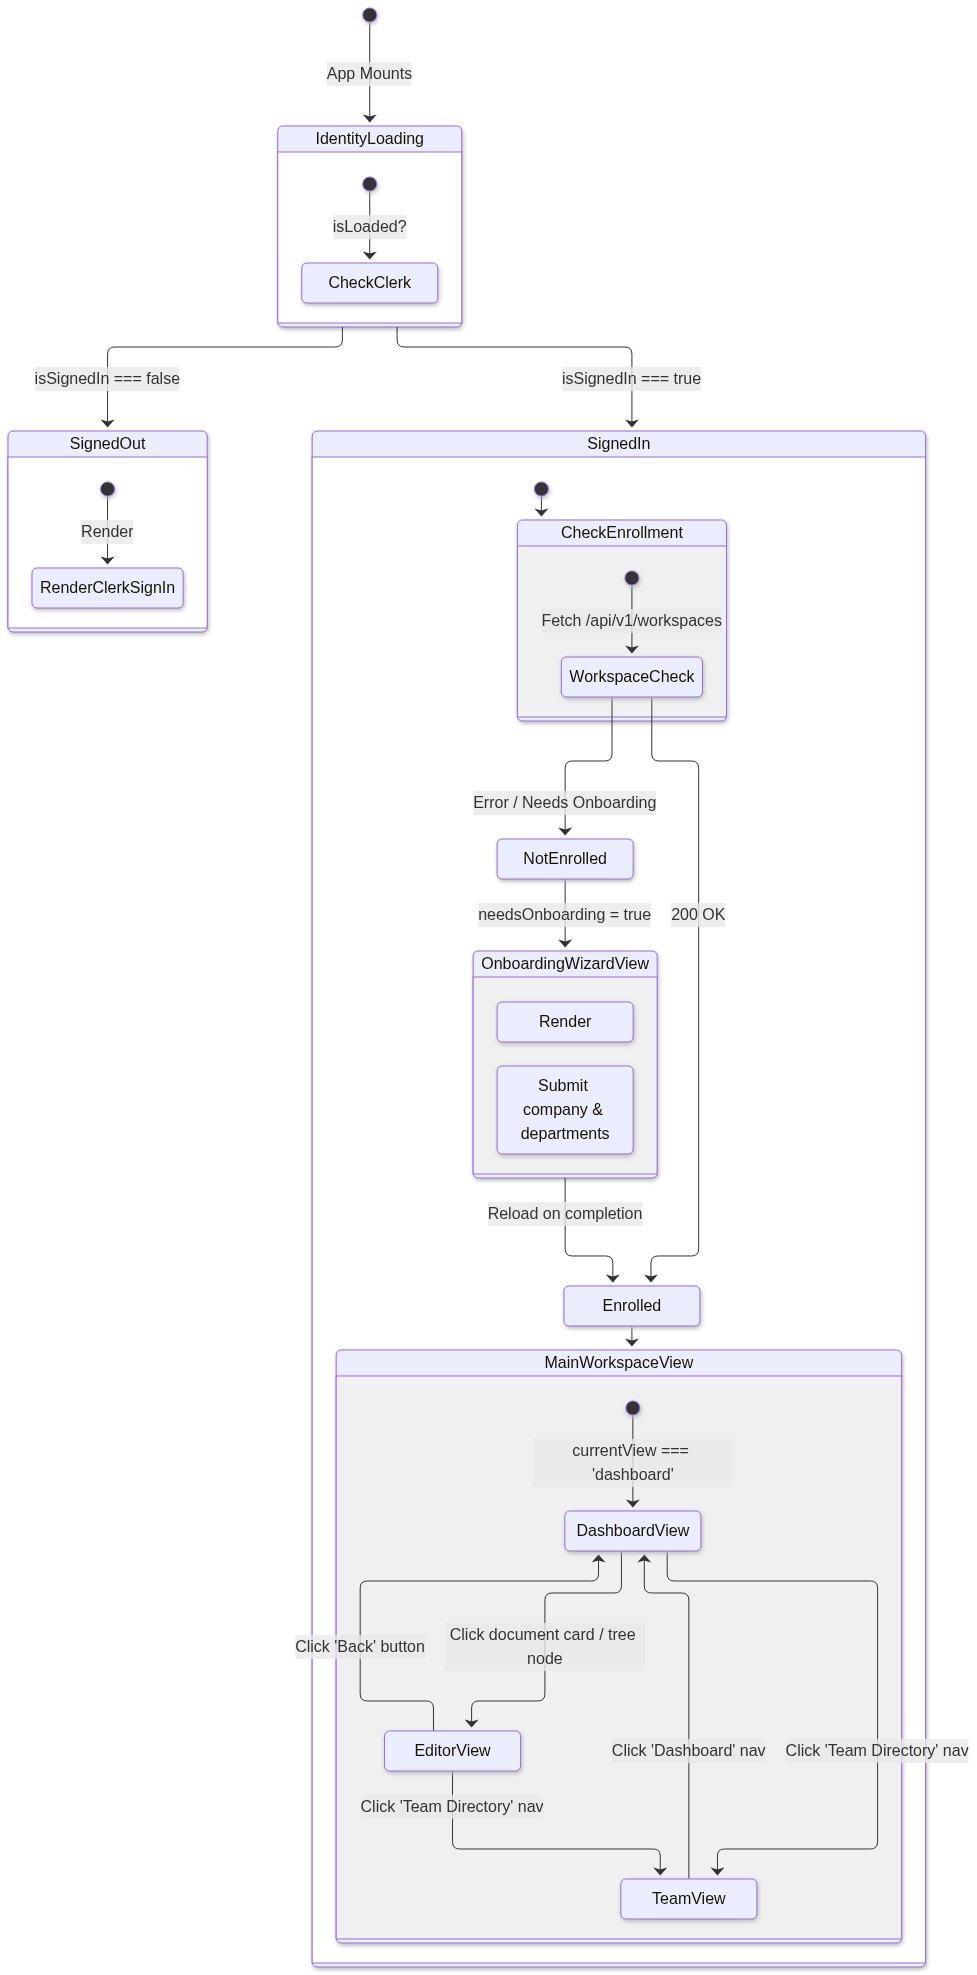 App Mounts
IdentityLoading
isLoaded?
CheckClerk
isSignedIn === false
isSignedIn === true
SignedOut
SignedIn
Render
RenderClerkSignIn
CheckEnrollment
Fetch /api/v1/workspaces
WorkspaceCheck
Error / Needs Onboarding
NotEnrolled
needsOnboarding = true
200 OK
OnboardingWizardView
Render
Submit
company &
departments
Reload on completion
Enrolled
MainWorkspaceView
currentView ===
'dashboard'
DashboardView
Click 'Back' button
Click document card / tree
node
EditorView
Click 'Dashboard' nav
Click 'Team Directory' nav
Click 'Team Directory' nav
TeamView